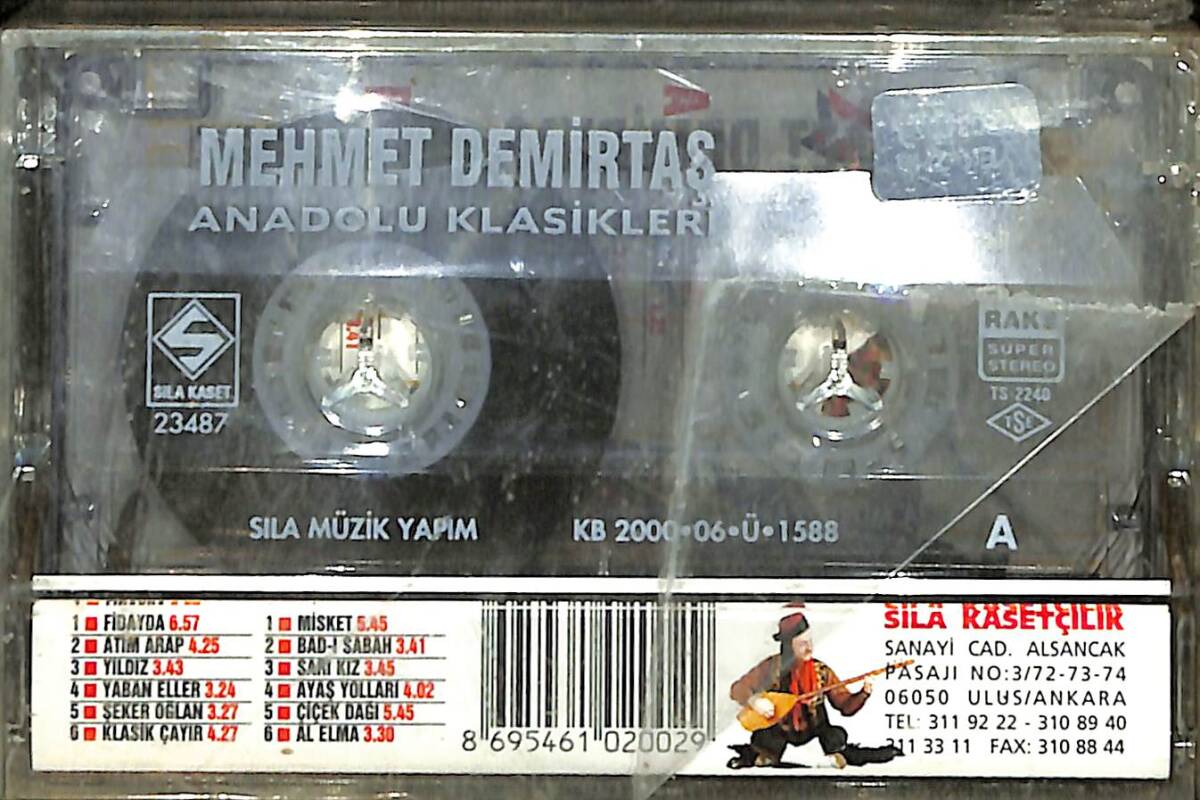 MEHMET DEMİRTAŞ
ANADOLU KLASİKLERİ
SILA KASET
23487
RAKS
SUPER
STEREO
TS 2240
TSE
SILA MÜZİK YAPIM
KB 2000•06•Ü•1588
A
1 FİDAYDA 6.57
2 ATIM ARAP 4.25
3 YILDIZ 3.43
4 YABAN ELLER 3.24
5 ŞEKER OĞLAN 3.27
6 KLASİK ÇAYIR 4.27
1 MİSKET 5.45
2 BAD-I SABAH 3.41
3 SARI KIZ 3.45
4 AYAŞ YOLLARI 4.02
5 ÇİÇEK DAĞI 5.45
6 AL ELMA 3.30
8 695461 020029
SILA KASETÇİLİK
SANAYİ CAD. ALSANCAK
PASAJI NO:3/72-73-74
06050 ULUS/ANKARA
TEL: 311 92 22 - 310 89 40
311 33 11 FAX: 310 88 44